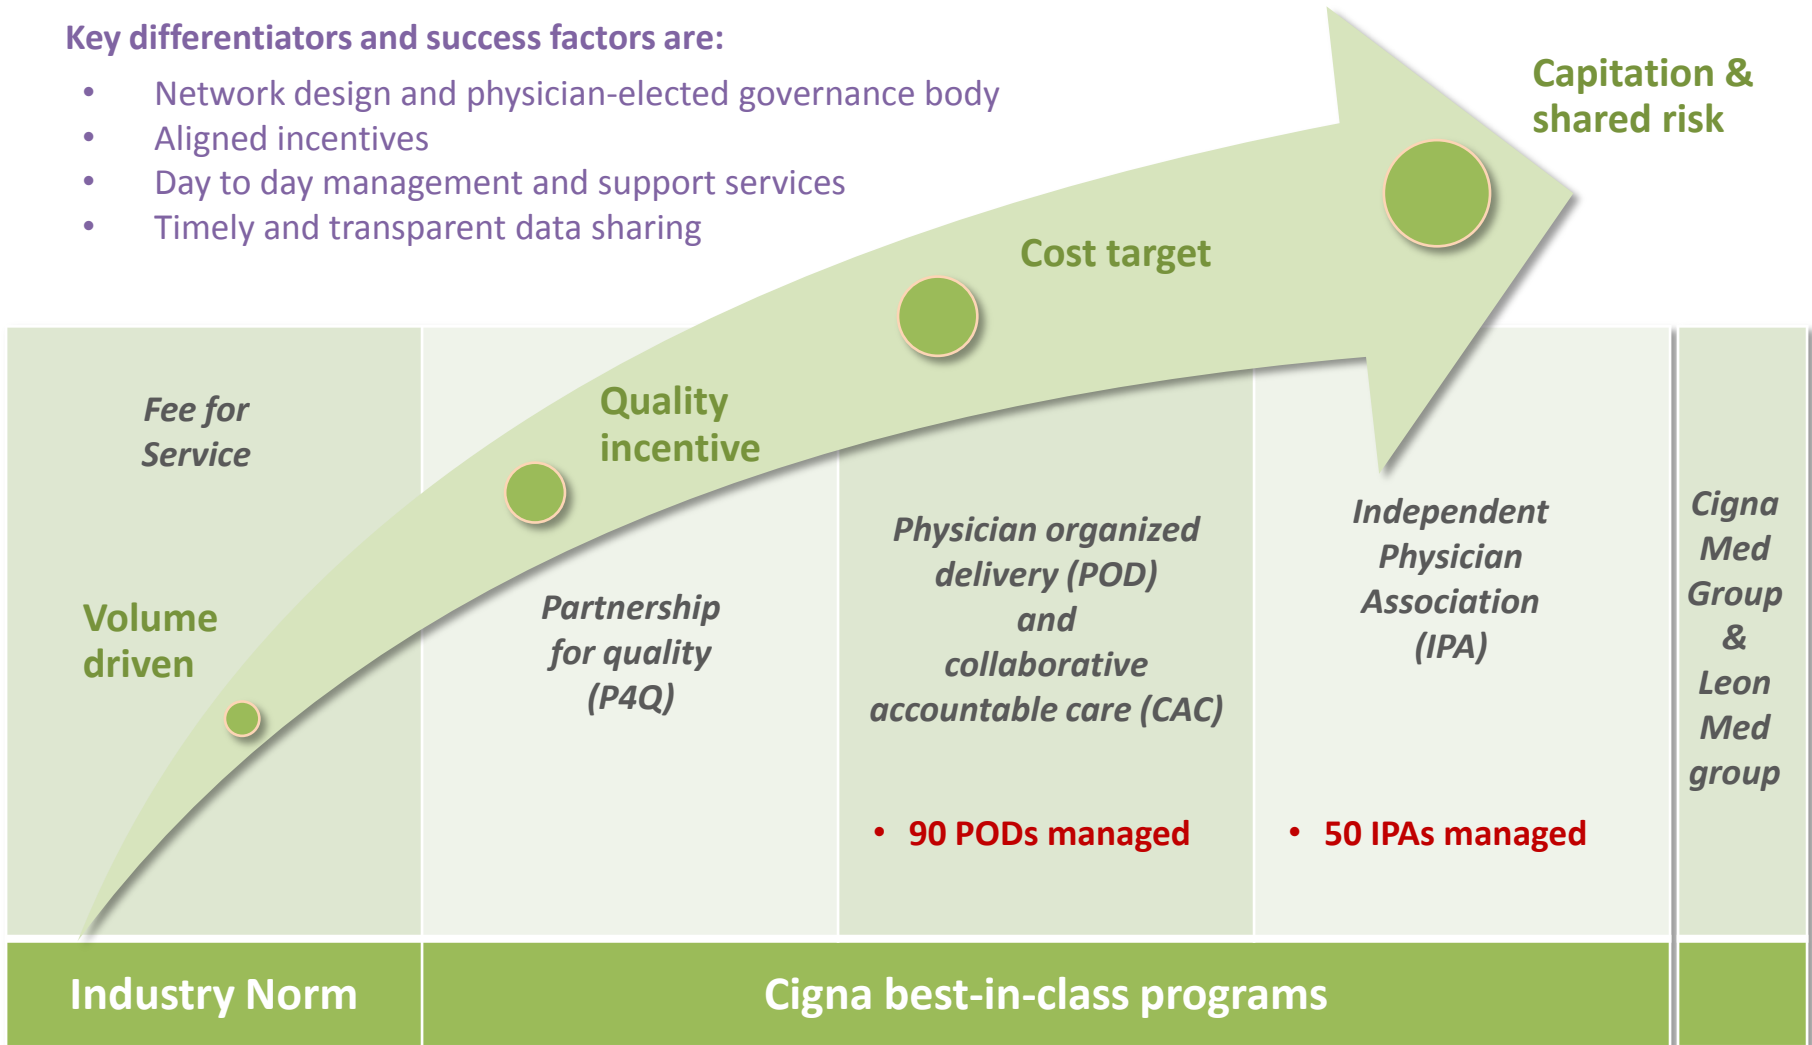 Key differentiators and success factors are:
• Network design and physician-elected governance body
• Aligned incentives
• Day to day management and support services
• Timely and transparent data sharing
Capitation &
shared risk
Cost target
Quality
incentive
Volume
driven
Fee for
Service
Partnership
for quality
(P4Q)
Physician organized
delivery (POD)
and
collaborative
accountable care (CAC)
• 90 PODs managed
Independent
Physician
Association
(IPA)
• 50 IPAs managed
Cigna
Med
Group
&
Leon
Med
group
Industry Norm
Cigna best-in-class programs